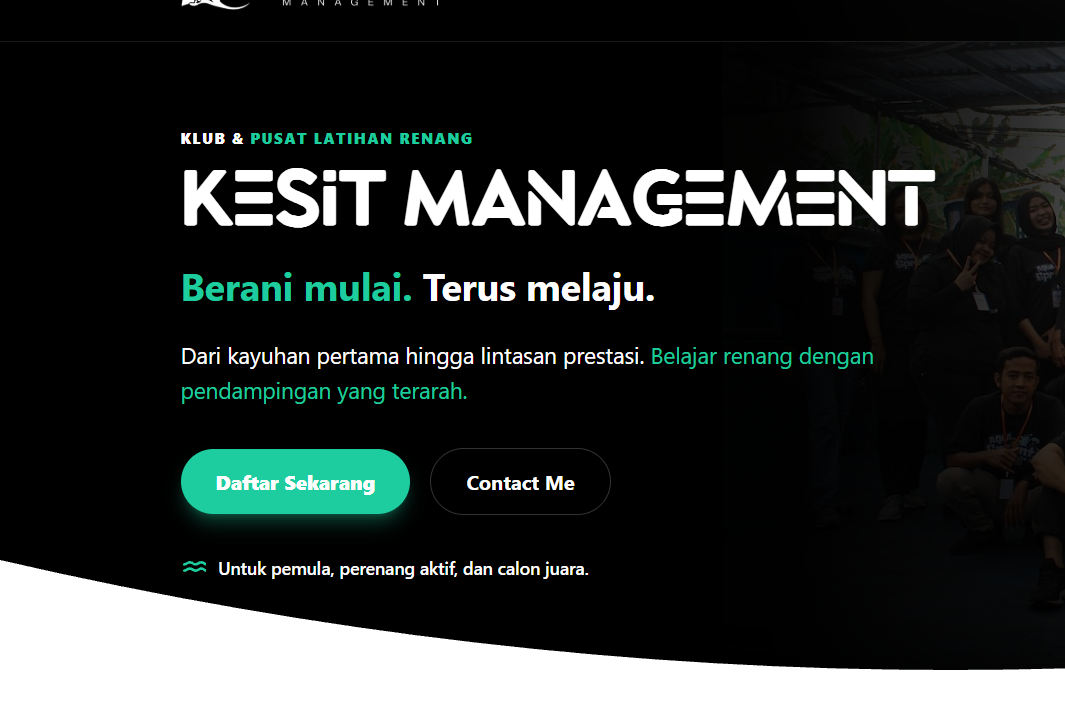 MANAGEMENT
KLUB & PUSAT LATIHAN RENANG
KESiT MANAGEMENT
Berani mulai. Terus melaju.
Dari kayuhan pertama hingga lintasan prestasi. Belajar renang dengan
pendampingan yang terarah.
Daftar Sekarang
Contact Me
Untuk pemula, perenang aktif, dan calon juara.